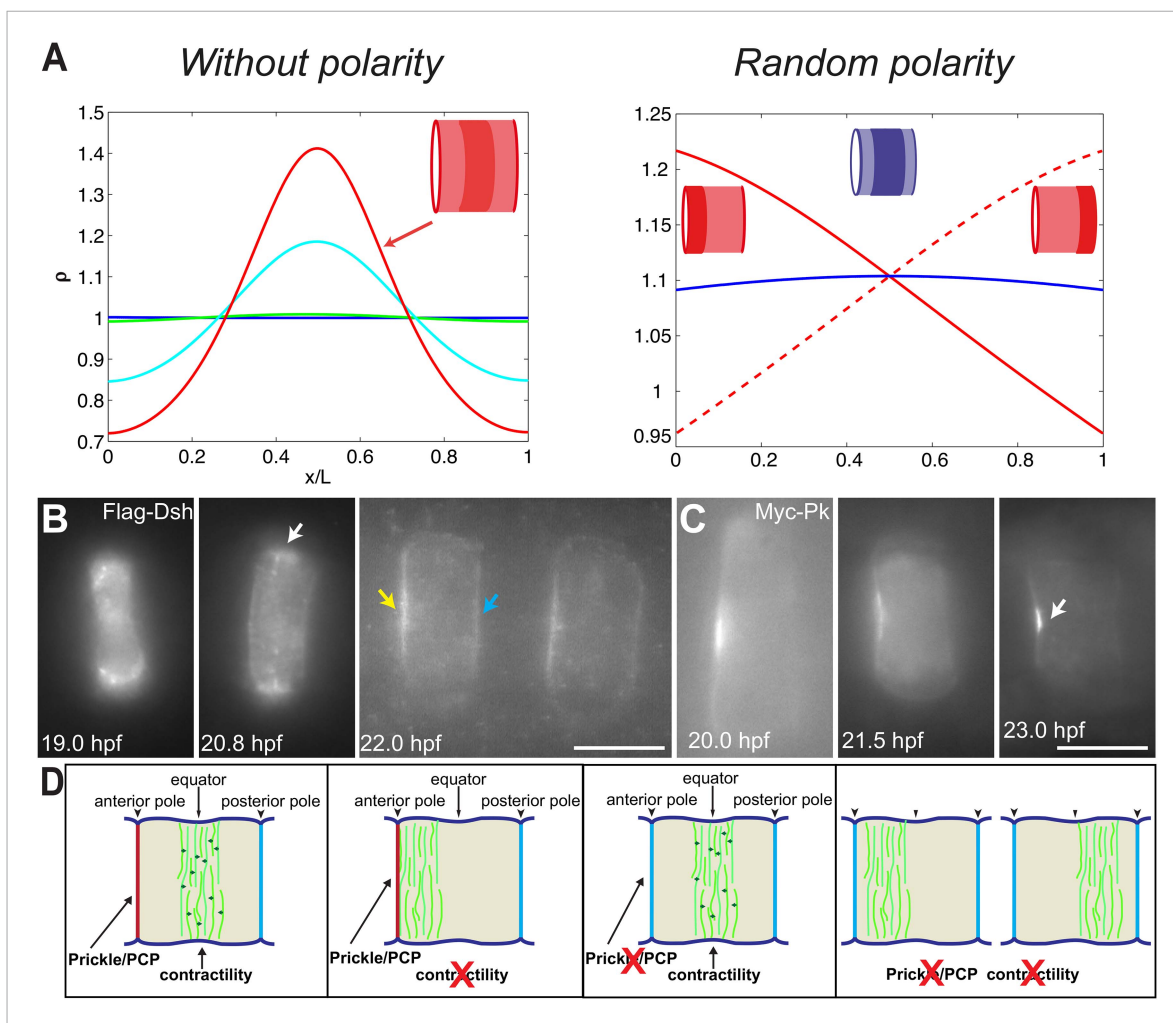 A
Without polarity
Random polarity
1.5
1.4
1.3
1.2
1.1
1
0.9
0.8
0.7
ρ
0
0.2
0.4
0.6
0.8
1
x/L
1.25
1.2
1.15
1.1
1.05
1
0.95
0
0.2
0.4
0.6
0.8
1
B
Flag-Dsh
19.0 hpf
20.8 hpf
22.0 hpf
C
Myc-Pk
20.0 hpf
21.5 hpf
23.0 hpf
D
equator
anterior pole
posterior pole
Prickle/PCP
contractility
equator
anterior pole
posterior pole
Prickle/PCP
contractility
equator
anterior pole
posterior pole
Prickle/PCP
contractility
Prickle/PCP
contractility